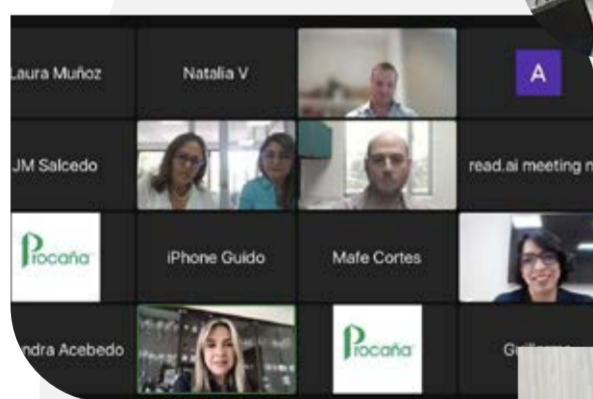 Laura Muñoz
Natalia V
A
JM Salcedo
read.ai meeting n
Procaña
iPhone Guido
Mafe Cortes
ndra Acebedo
Procaña